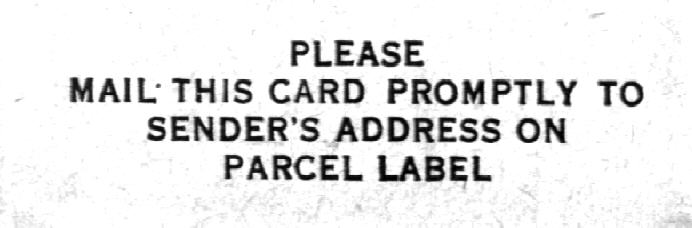 PLEASE
MAIL THIS CARD PROMPTLY TO
SENDER'S ADDRESS ON
PARCEL LABEL